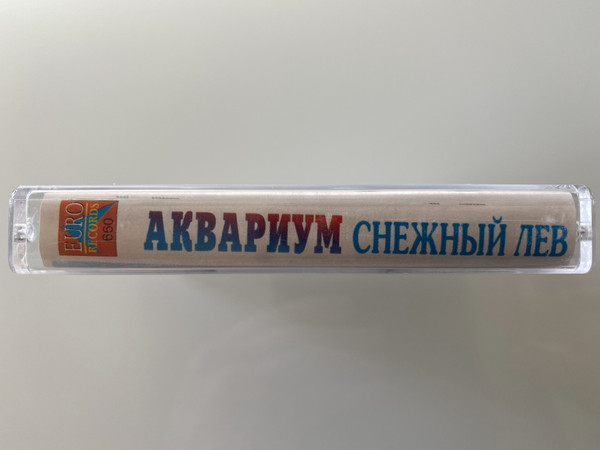 EURO
RECORDS
660
АКВАРИУМ СНЕЖНЫЙ ЛЕВ